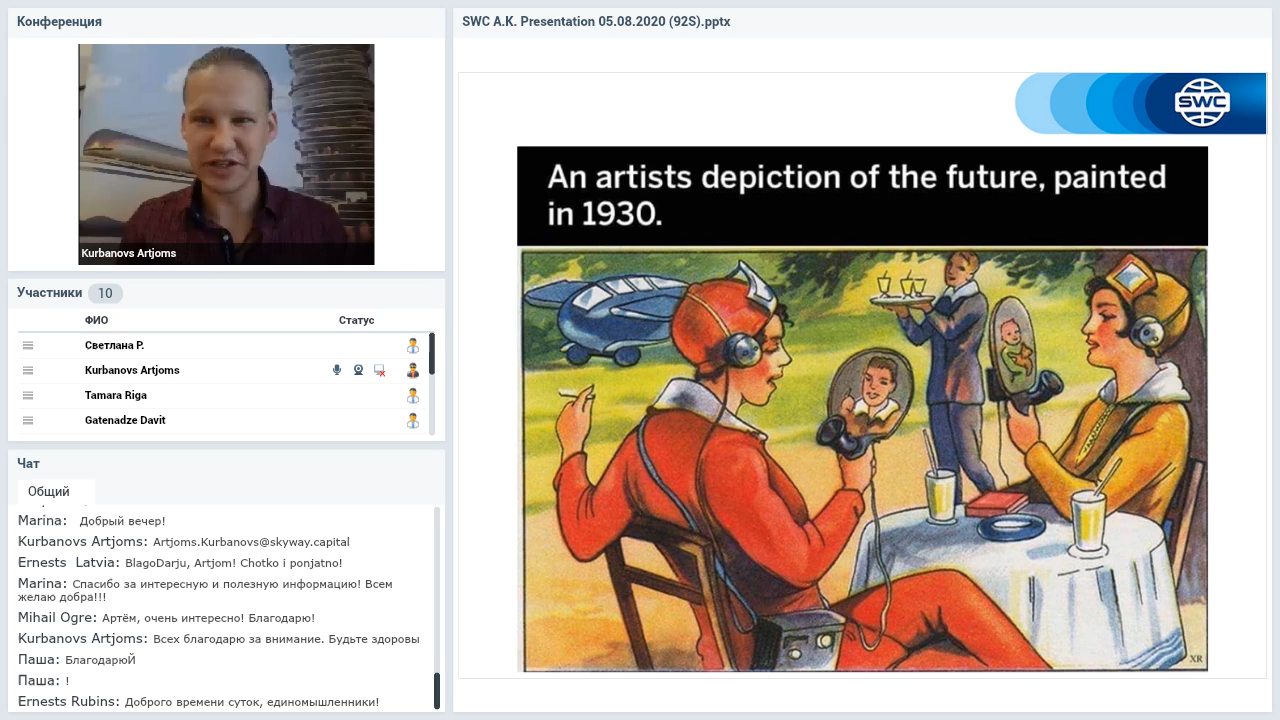 Конференция
Kurbanovs Artjoms
Участники 10
ФИО Статус
Светлана Р.
Kurbanovs Artjoms
Tamara Riga
Gatenadze Davit
Чат
Общий
Marina: Добрый вечер!
Kurbanovs Artjoms: Artjoms.Kurbanovs@skyway.capital
Ernests Latvia: BlagoDarju, Artjom! Chotko i ponjatno!
Marina: Спасибо за интересную и полезную информацию! Всем
желаю добра!!!
Mihail Ogre: Артём, очень интересно! Благодарю!
Kurbanovs Artjoms: Всех благодарю за внимание. Будьте здоровы
Паша: БлагодарюЙ
Паша: !
Ernests Rubins: Доброго времени суток, единомышленники!
SWC A.K. Presentation 05.08.2020 (92S).pptx
SWC
An artists depiction of the future, painted
in 1930.
XR